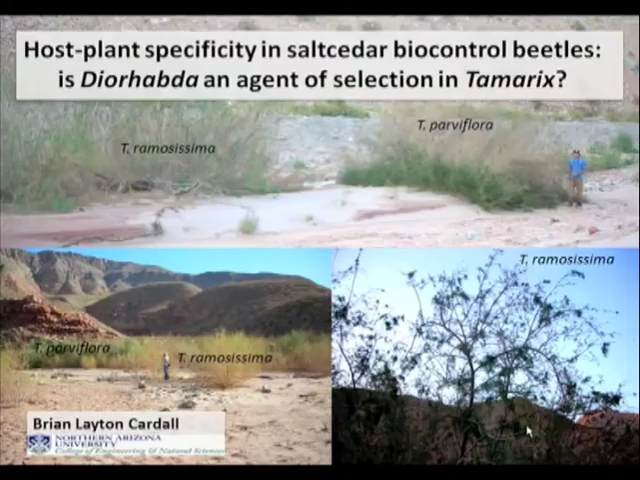 Host-plant specificity in saltcedar biocontrol beetles:
is Diorhabda an agent of selection in Tamarix?
T. parviflora
T. ramosissima
T. ramosissima
T. parviflora
T. ramosissima
Brian Layton Cardall
NORTHERN ARIZONA
UNIVERSITY
College of Engineering & Natural Sciences